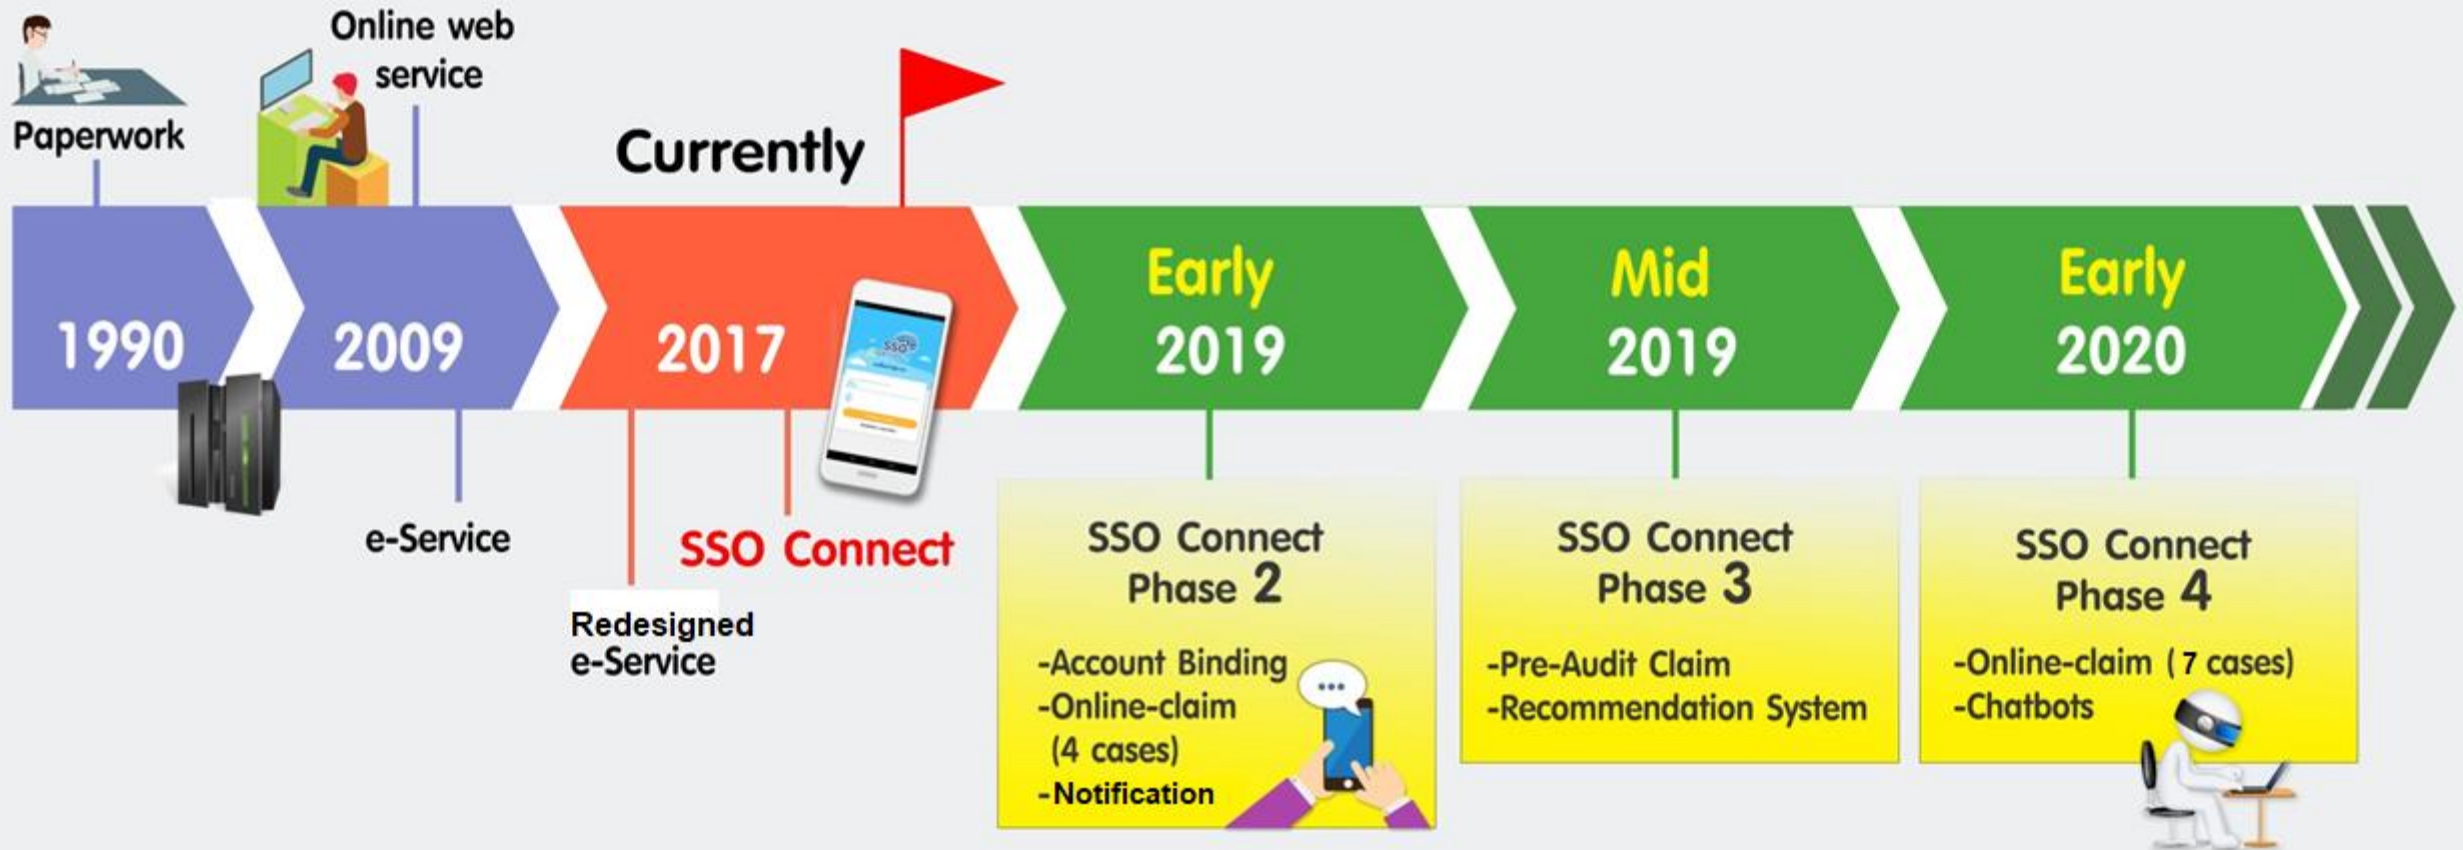 Paperwork
Online web
service
Currently
1990
2009
2017
Early
2019
Mid
2019
Early
2020
sso
e-Service
SSO Connect
Redesigned
e-Service
SSO Connect
Phase 2
-Account Binding
-Online-claim
(4 cases)
-Notification
SSO Connect
Phase 3
-Pre-Audit Claim
-Recommendation System
SSO Connect
Phase 4
-Online-claim ( 7 cases)
-Chatbots